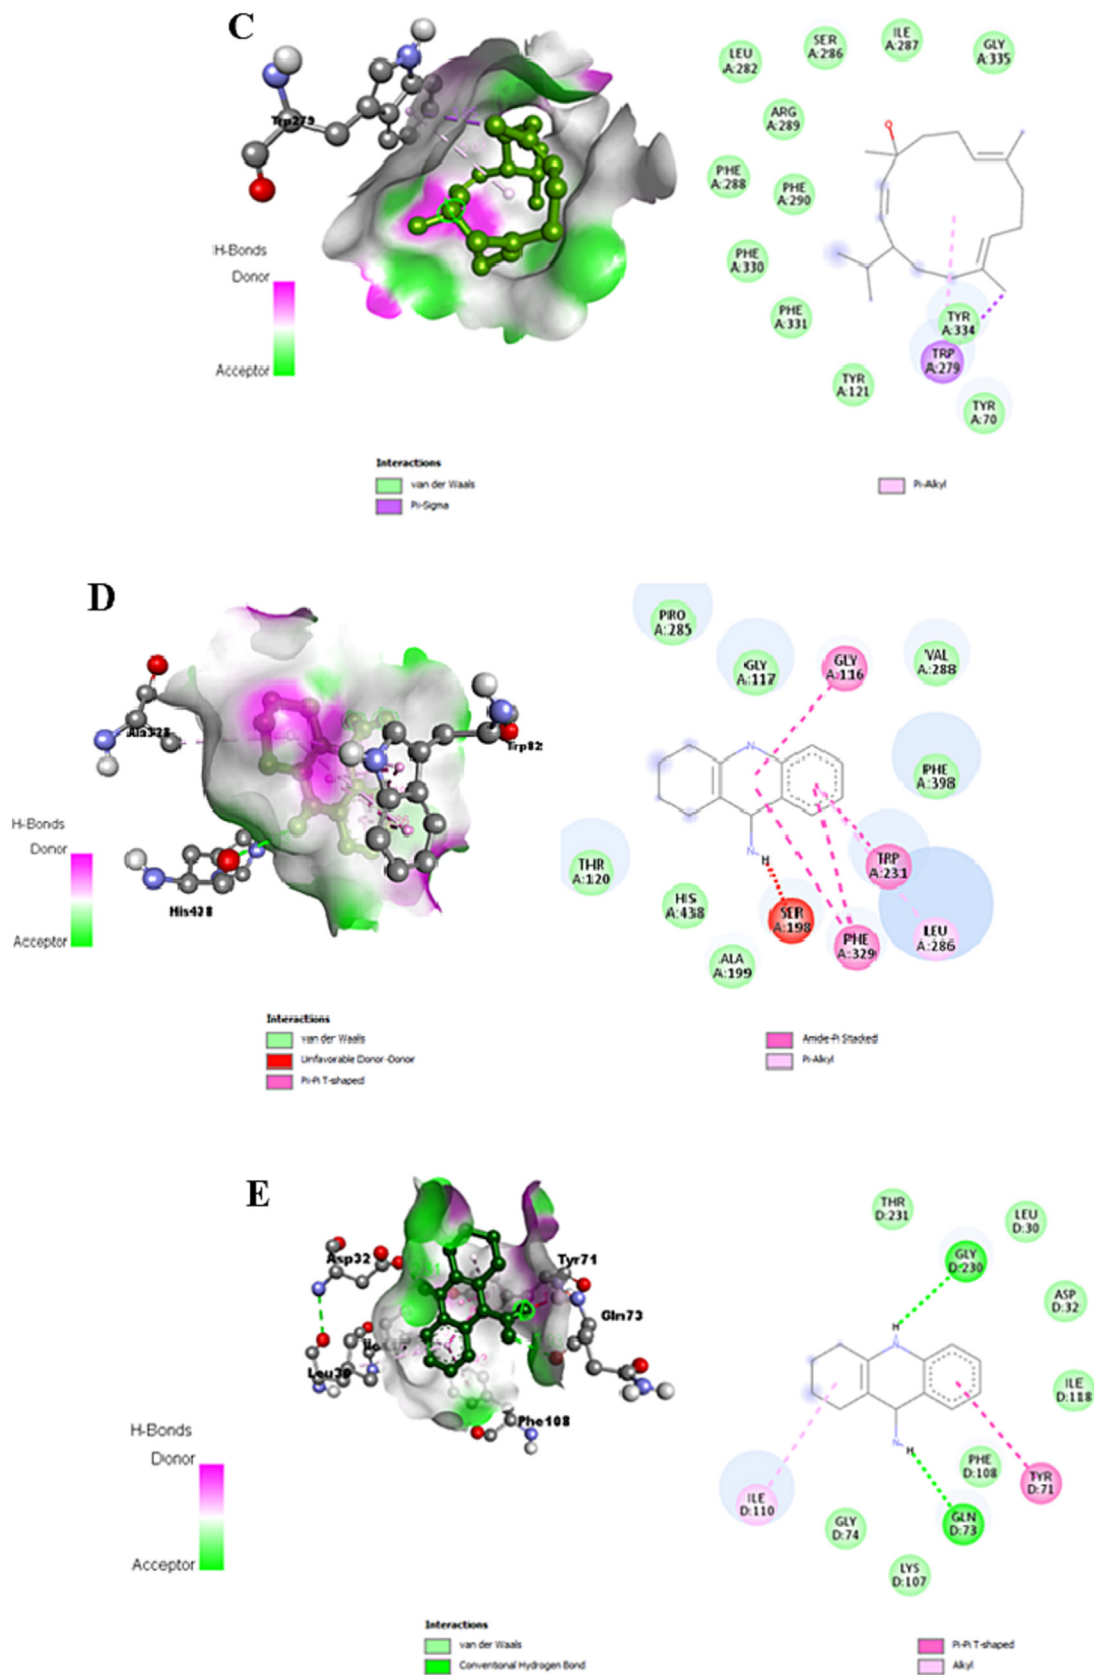 C
Trp279
H-Bonds
Donor
Acceptor
LEU
A:282
SER
A:286
ILE
A:287
GLY
A:335
ARG
A:289
PHE
A:288
PHE
A:290
PHE
A:330
PHE
A:331
TYR
A:334
TRP
A:279
TYR
A:121
TYR
A:70
O
Interactions
van der Waals
Pi-Sigma
Pi-Alkyl
D
Ala328
Trp82
His438
H-Bonds
Donor
Acceptor
PRO
A:285
GLY
A:117
GLY
A:116
VAL
A:288
PHE
A:398
THR
A:120
HIS
A:438
ALA
A:199
SER
A:198
PHE
A:329
TRP
A:231
LEU
A:286
N
N
H
Interactions
van der Waals
Unfavorable Donor-Donor
Pi-Pi T-shaped
Amide-Pi Stacked
Pi-Alkyl
E
Asp32
Tyr71
Gln73
Leu30
Phe108
H-Bonds
Donor
Acceptor
THR
D:231
LEU
D:30
GLY
D:230
ASP
D:32
ILE
D:118
PHE
D:108
TYR
D:71
ILE
D:110
GLY
D:74
GLN
D:73
LYS
D:107
H
N
N
H
Interactions
van der Waals
Conventional Hydrogen Bond
Pi-Pi T-shaped
Alkyl